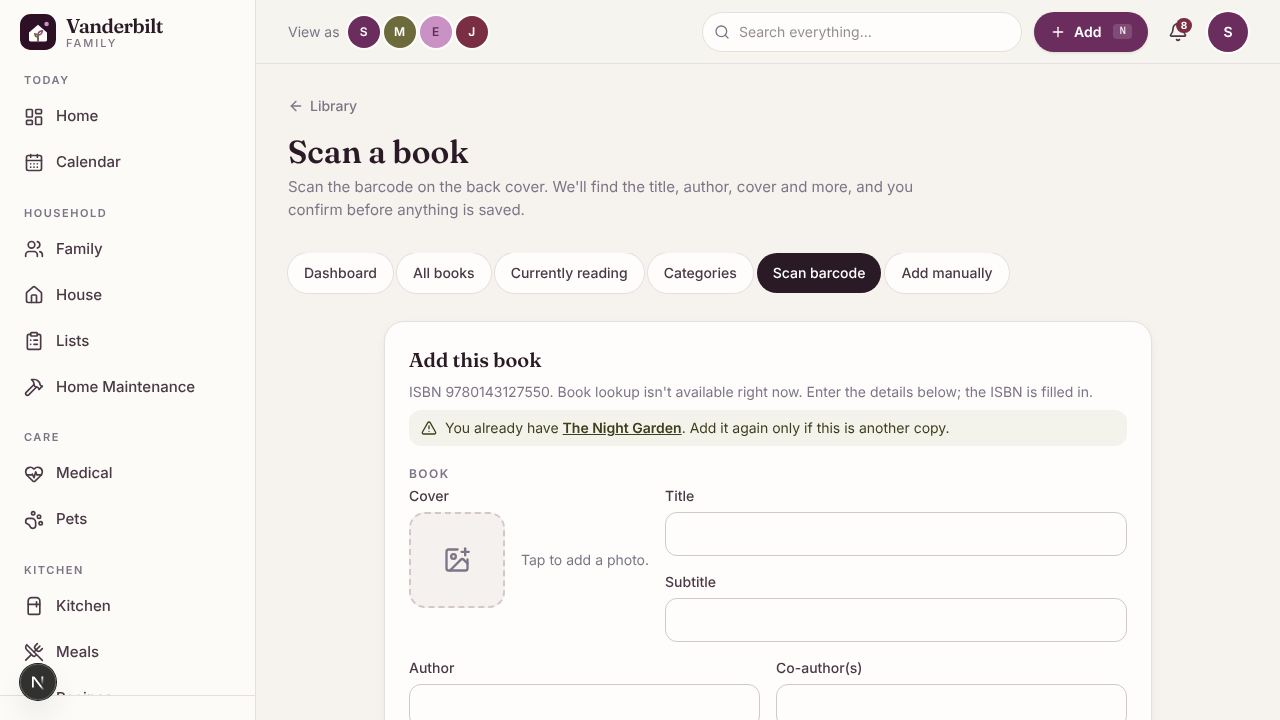 Vanderbilt
FAMILY
TODAY
Home
Calendar
HOUSEHOLD
Family
House
Lists
Home Maintenance
CARE
Medical
Pets
KITCHEN
Kitchen
Meals
N
View as S M E J
Search everything...
Add N
8
S
Library
Scan a book
Scan the barcode on the back cover. We'll find the title, author, cover and more, and you
confirm before anything is saved.
Dashboard All books Currently reading Categories Scan barcode Add manually
Add this book
ISBN 9780143127550. Book lookup isn't available right now. Enter the details below; the ISBN is filled in.
You already have The Night Garden. Add it again only if this is another copy.
BOOK
Cover
Tap to add a photo.
Title
Subtitle
Author
Co-author(s)